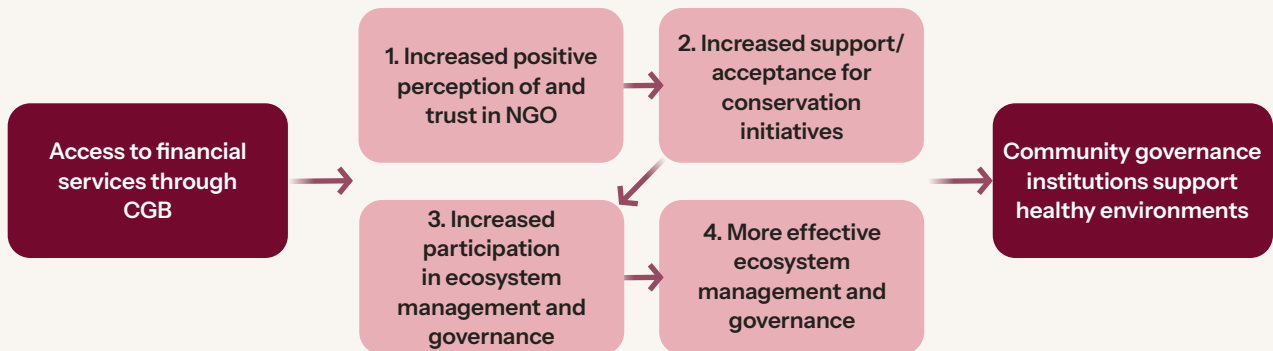 Access to financial
services through
CGB
1. Increased positive
perception of and
trust in NGO
2. Increased support/
acceptance for
conservation
initiatives
3. Increased
participation
in ecosystem
management and
governance
4. More effective
ecosystem
management and
governance
Community governance
institutions support
healthy environments